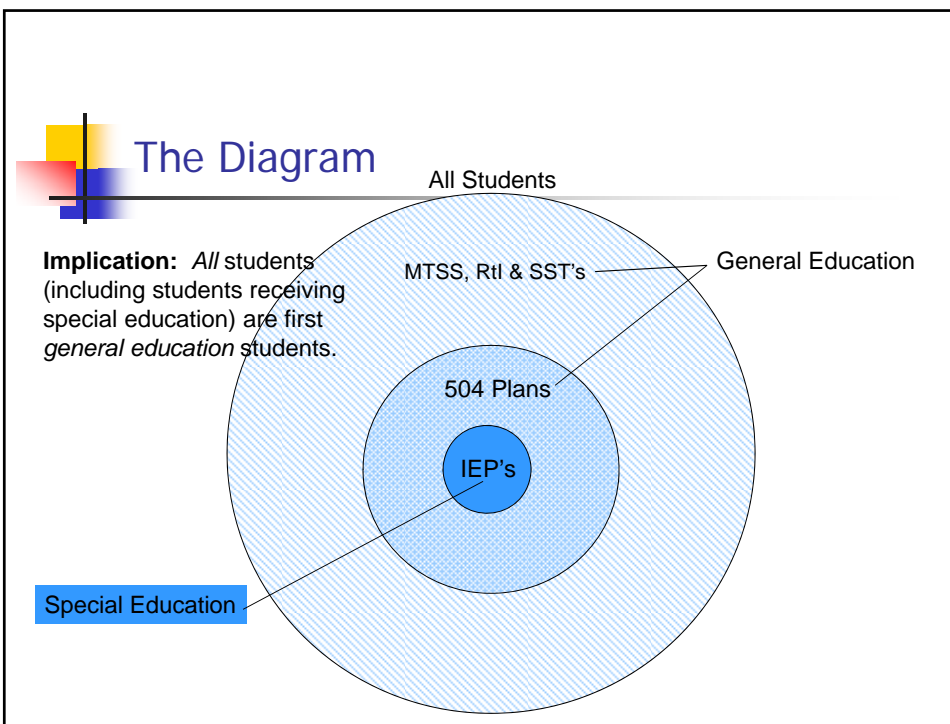 The Diagram
All Students
Implication: All students
(including students receiving
special education) are first
general education students.
MTSS, RtI & SST's
General Education
504 Plans
IEP's
Special Education